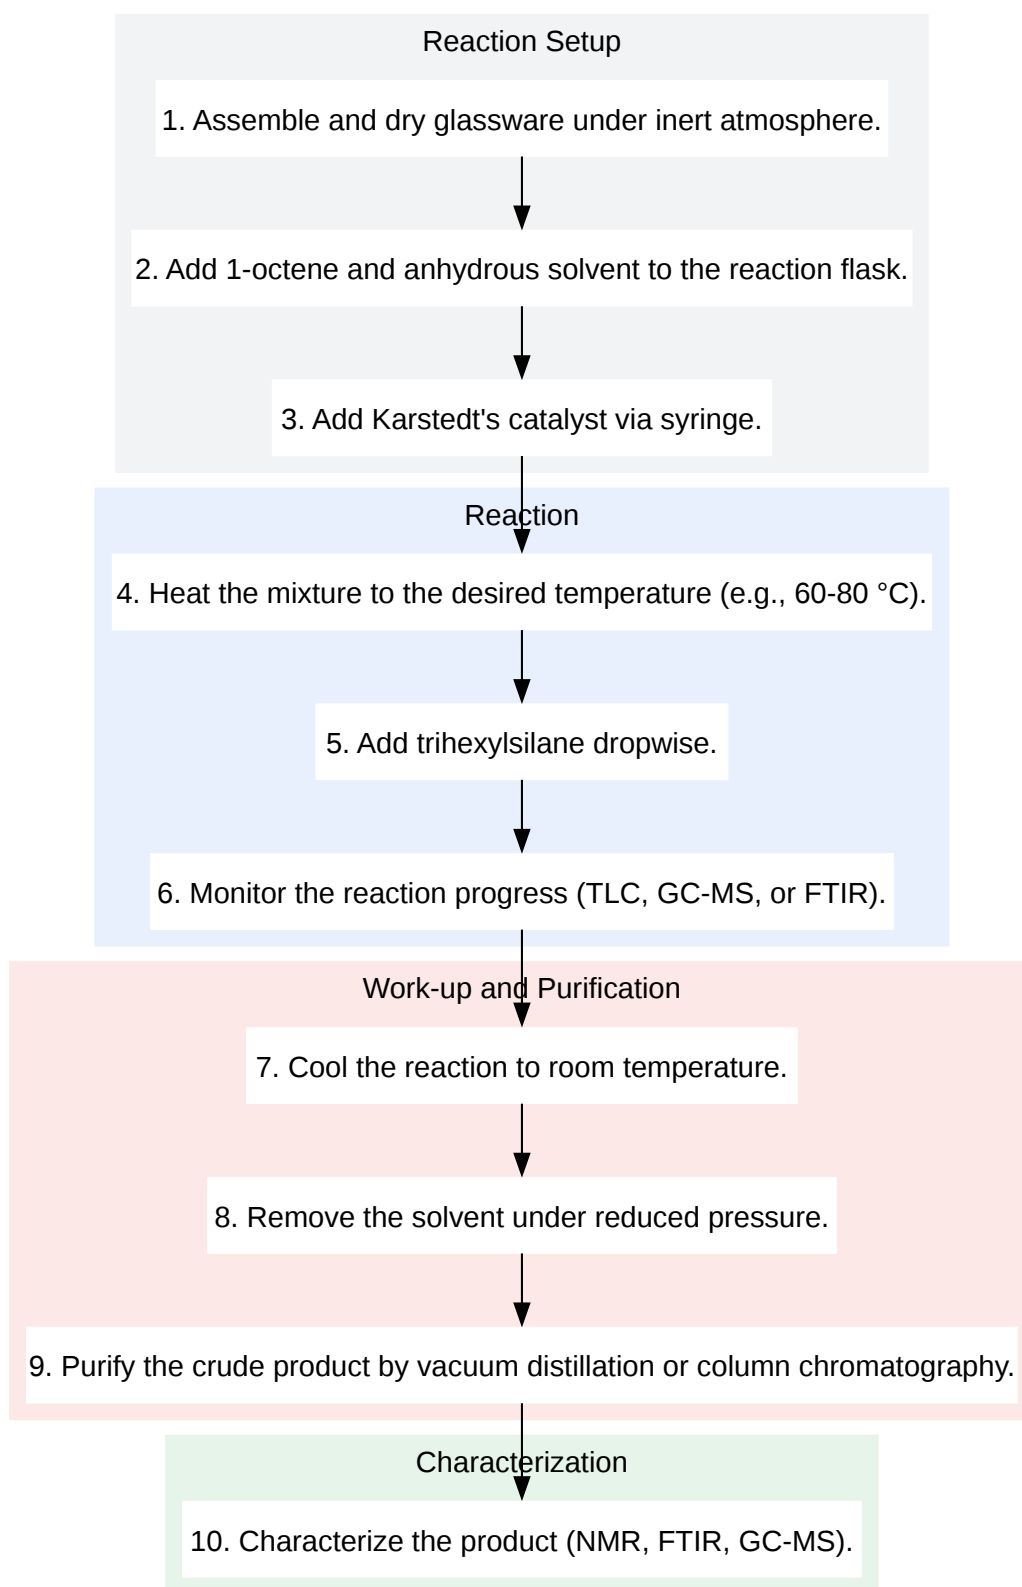 Reaction Setup
1. Assemble and dry glassware under inert atmosphere.
2. Add 1-octene and anhydrous solvent to the reaction flask.
3. Add Karstedt's catalyst via syringe.
Reaction
4. Heat the mixture to the desired temperature (e.g., 60-80 °C).
5. Add trihexylsilane dropwise.
6. Monitor the reaction progress (TLC, GC-MS, or FTIR).
Work-up and Purification
7. Cool the reaction to room temperature.
8. Remove the solvent under reduced pressure.
9. Purify the crude product by vacuum distillation or column chromatography.
Characterization
10. Characterize the product (NMR, FTIR, GC-MS).